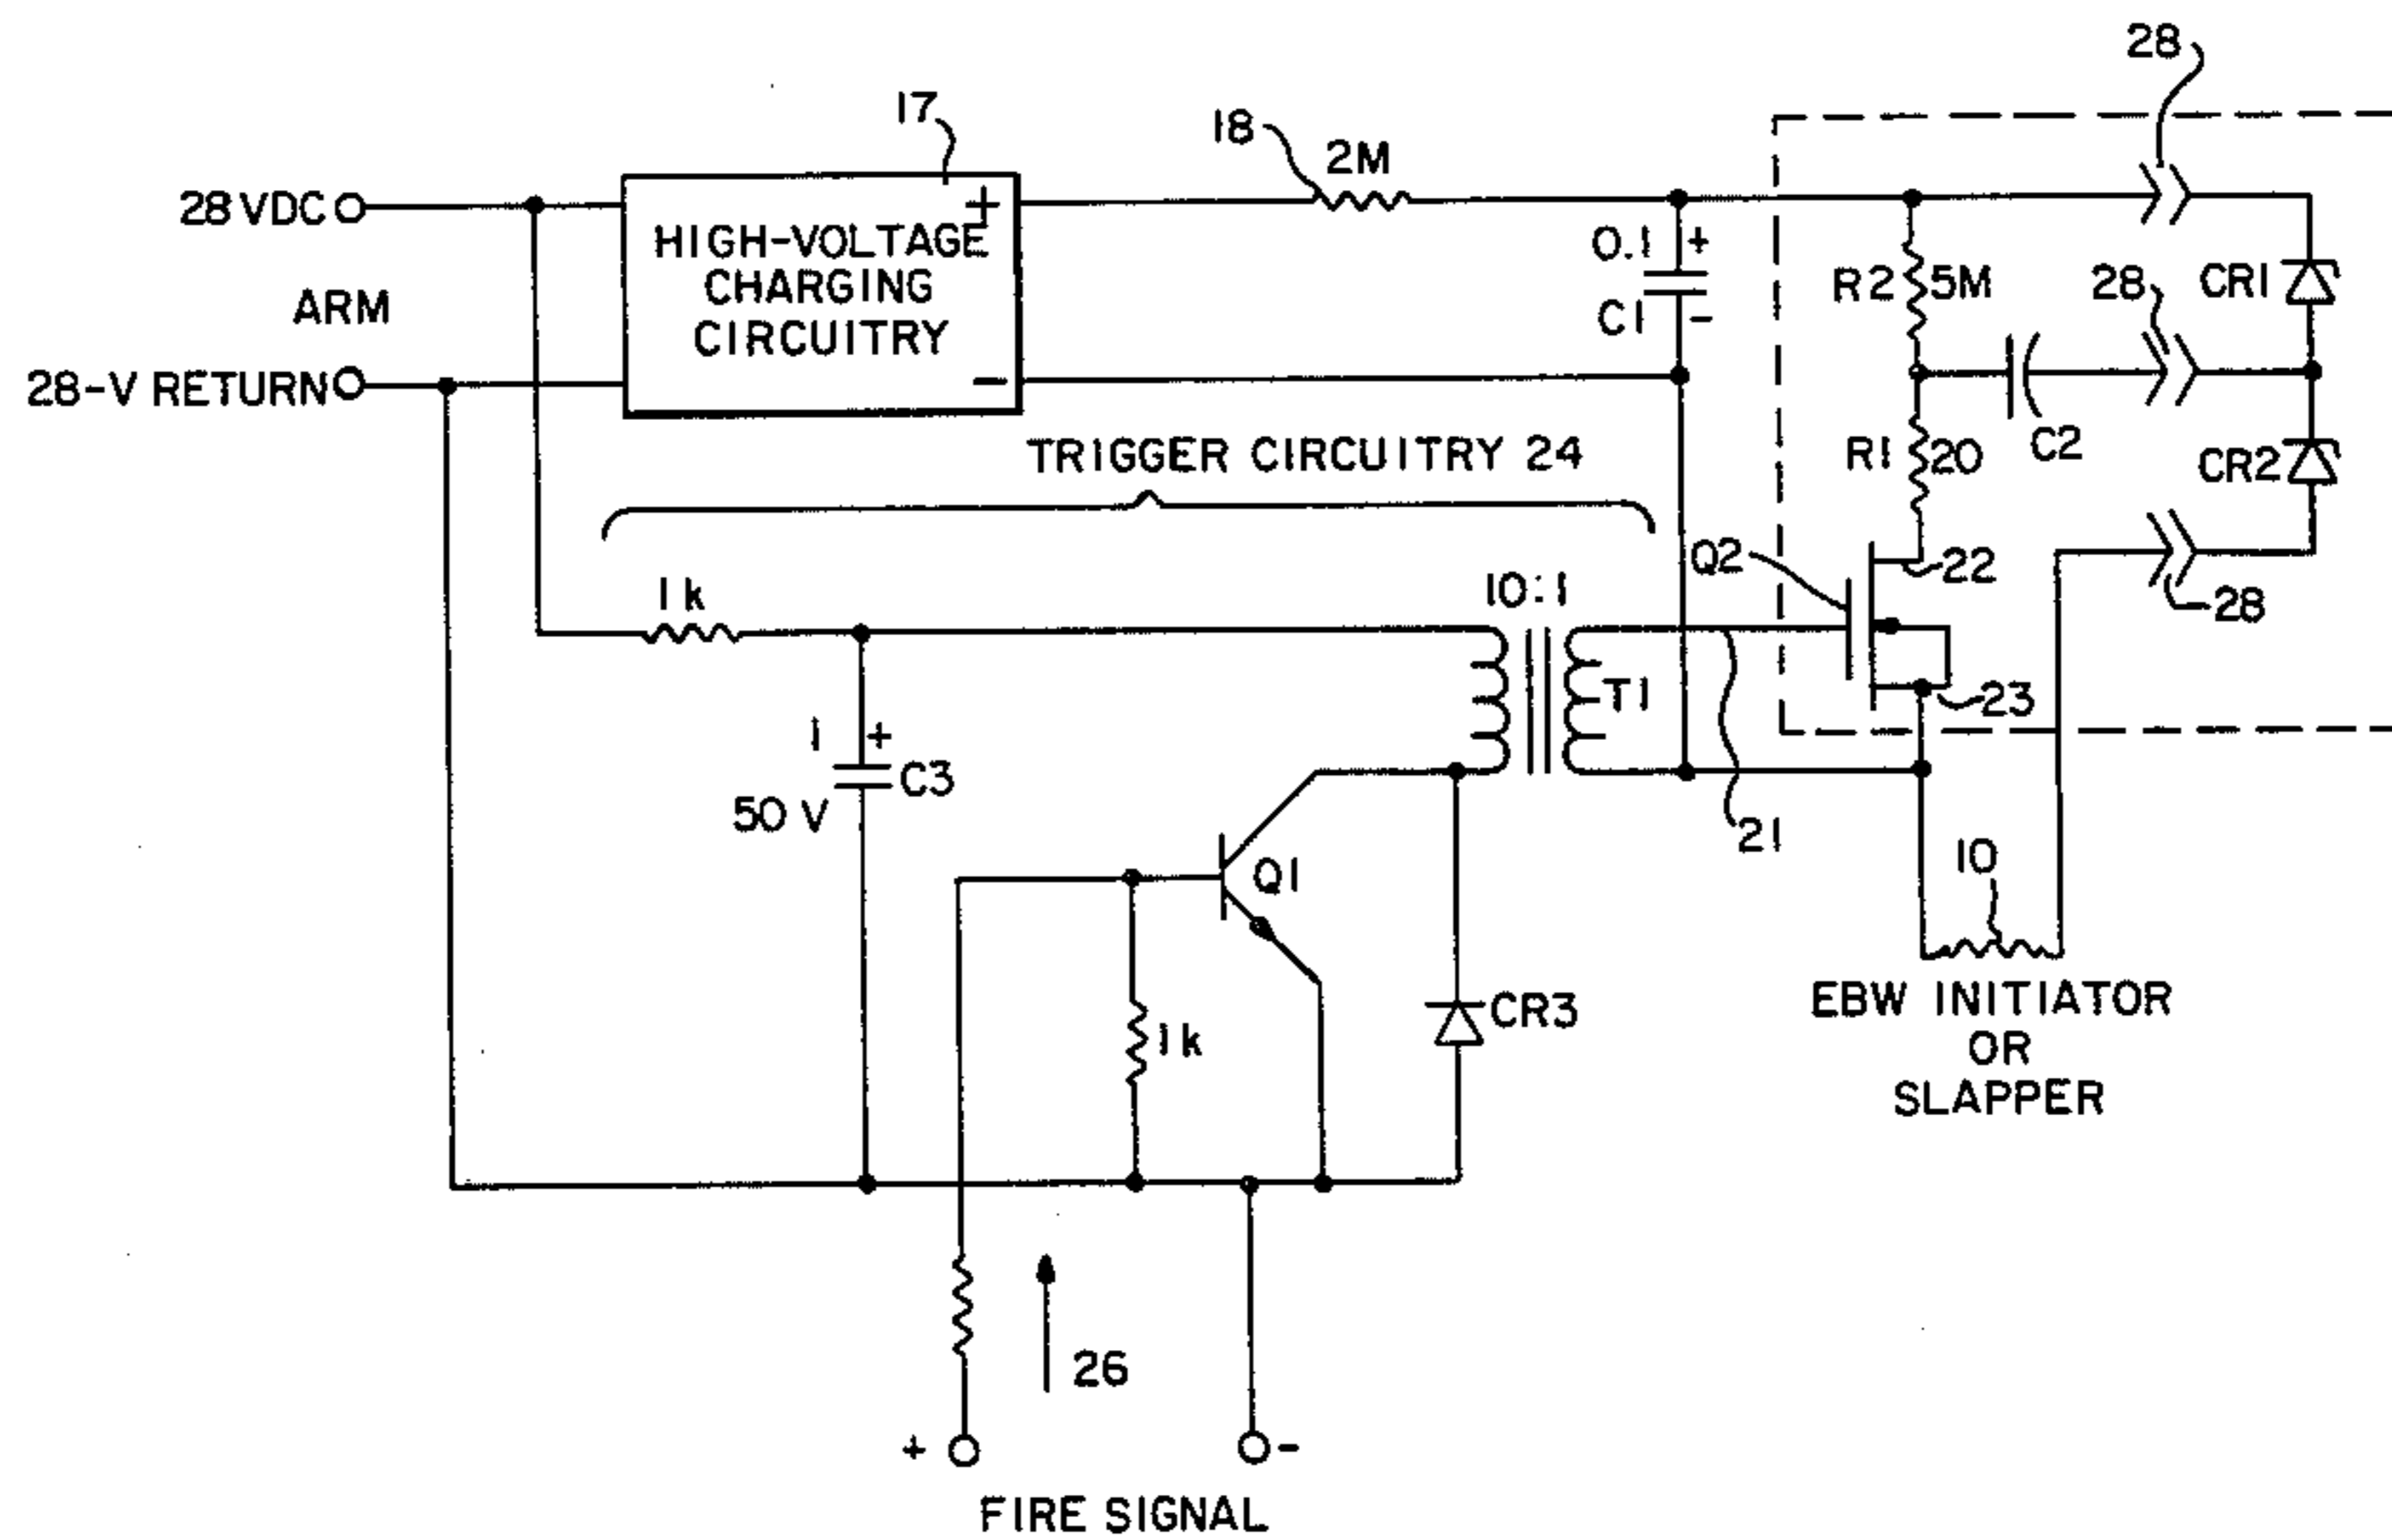 28
17
18
2M
28 VDC
+
HIGH-VOLTAGE
CHARGING
CIRCUITRY
-
ARM
28-V RETURN
0.1
+
C1
-
R2
5M
28
CR1
TRIGGER CIRCUITRY 24
R1
20
C2
CR2
1k
10:1
Q2
22
28
T1
23
1
+
C3
50 V
21
Q1
10
1k
CR3
EBW INITIATOR
OR
SLAPPER
26
+
-
FIRE SIGNAL